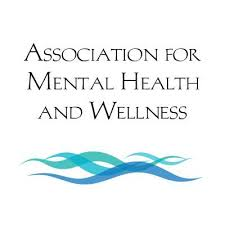 Association for
Mental Health
and Wellness